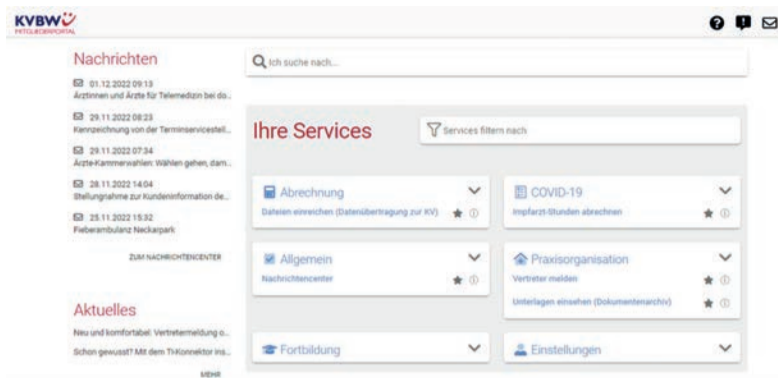 KVBW
MITGLIEDERPORTAL
Nachrichten
01.12.2022 09:13
Ärztinnen und Ärzte für Telemedizin bei do...
29.11.2022 08:23
Kennzeichnung von der Terminservicestell...
29.11.2022 07:34
Ärzte-Kammerwahlen: Wählen gehen, dam...
28.11.2022 14:04
Stellungnahme zur Kundeninformation de...
25.11.2022 15:32
Fieberambulanz Neckarpark
ZUM NACHRICHTENCENTER
Aktuelles
Neu und komfortabel: Vertretermeldung o...
Schon gewusst? Mit dem TI-Konnektor ins...
MEHR
Ich suche nach...
Ihre Services
Services filtern nach
Abrechnung
Dateien einreichen (Datenübertragung zur KV)
COVID-19
Impfarzt-Stunden abrechnen
Allgemein
Nachrichtencenter
Praxisorganisation
Vertreter melden
Unterlagen einsehen (Dokumentenarchiv)
Fortbildung
Einstellungen